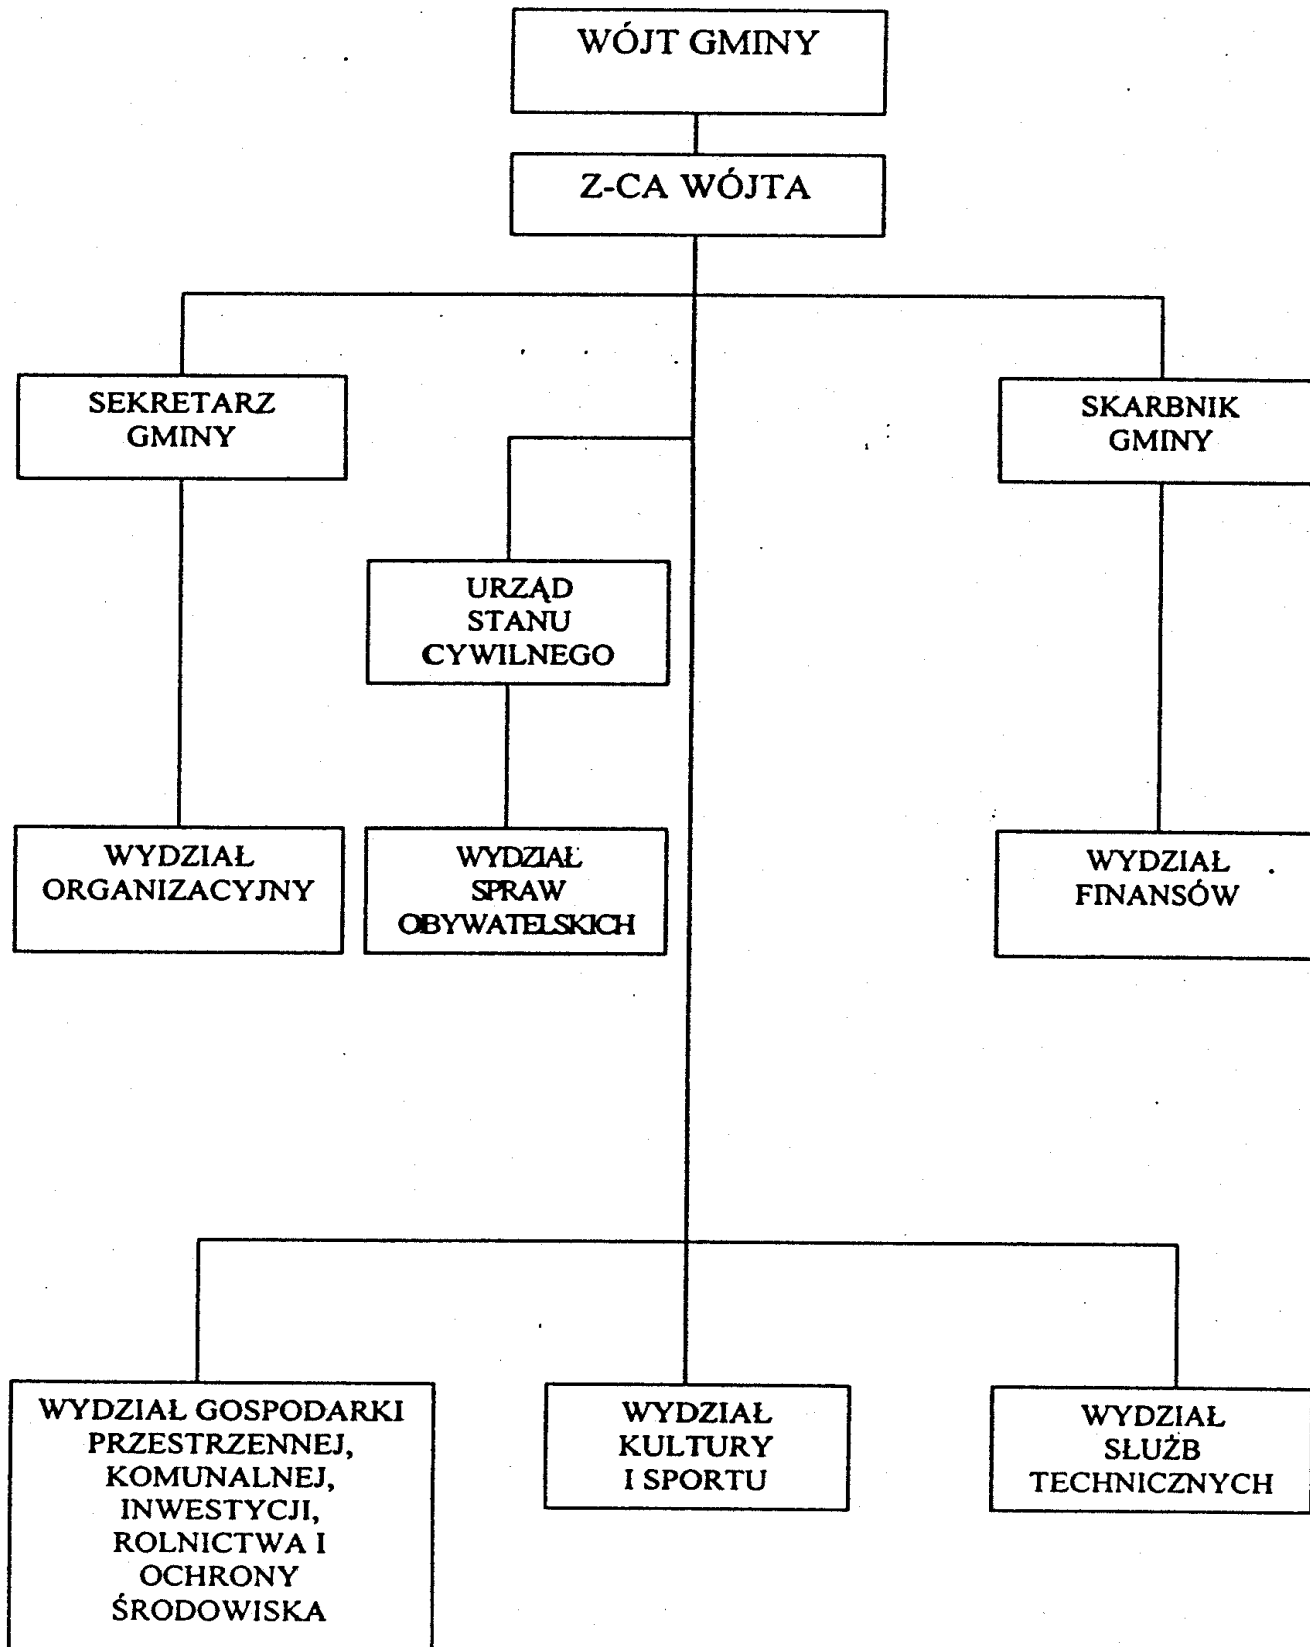 WÓJT GMINY
Z-CA WÓJTA
SEKRETARZ
GMINY
SKARBNIK
GMINY
URZĄD
STANU
CYWILNEGO
WYDZIAŁ
ORGANIZACYJNY
WYDZIAŁ
SPRAW
OBYWATELSKICH
WYDZIAŁ
FINANSÓW
WYDZIAŁ GOSPODARKI
PRZESTRZENNEJ,
KOMUNALNEJ,
INWESTYCJI,
ROLNICTWA I
OCHRONY
ŚRODOWISKA
WYDZIAŁ
KULTURY
I SPORTU
WYDZIAŁ
SŁUŻB
TECHNICZNYCH